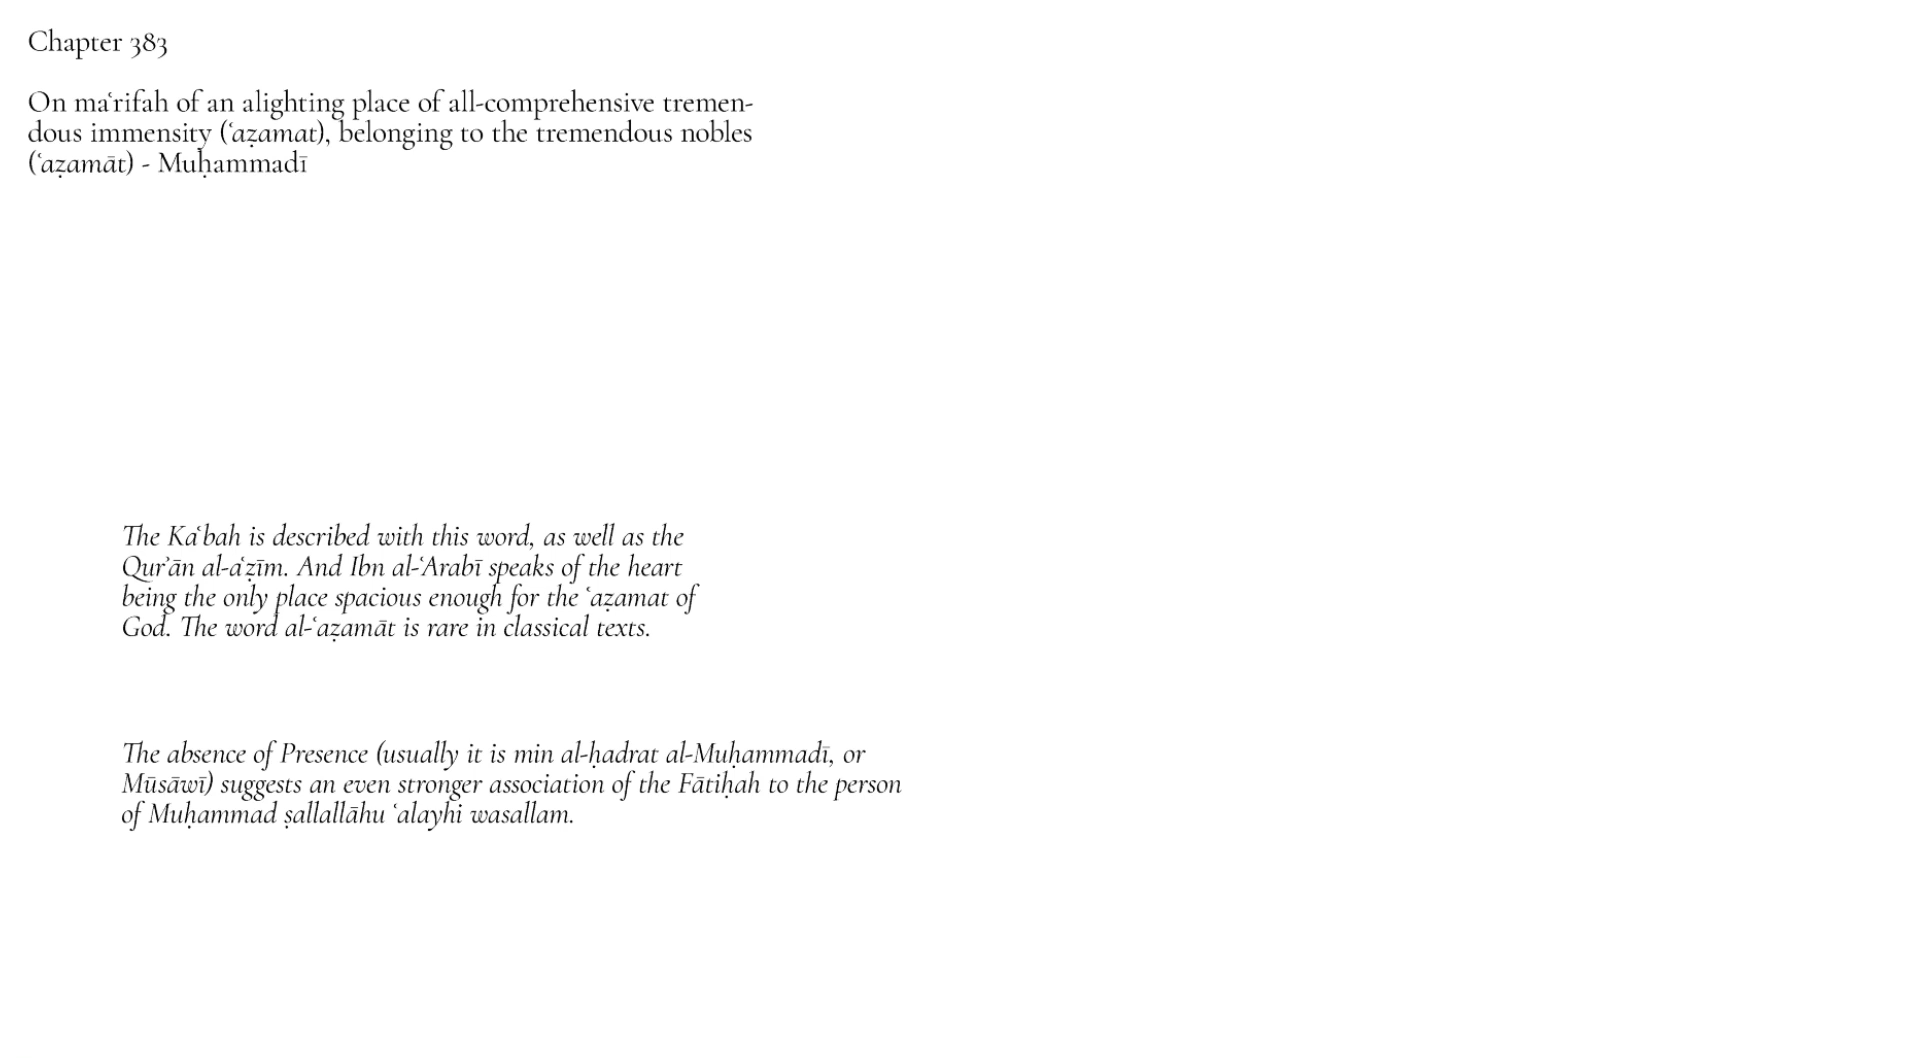 Chapter 383
On maʿrifah of an alighting place of all-comprehensive tremen-
dous immensity (ʿaẓamat), belonging to the tremendous nobles
(ʿaẓamāt) - Muḥammadī
The Kaʿbah is described with this word, as well as the
Qurʾān al-aʿẓīm. And Ibn al-ʿArabī speaks of the heart
being the only place spacious enough for the ʿaẓamat of
God. The word al-ʿaẓamāt is rare in classical texts.
The absence of Presence (usually it is min al-ḥadrat al-Muḥammadī, or
Mūsāwī) suggests an even stronger association of the Fātiḥah to the person
of Muḥammad ṣallallāhu ʿalayhi wasallam.